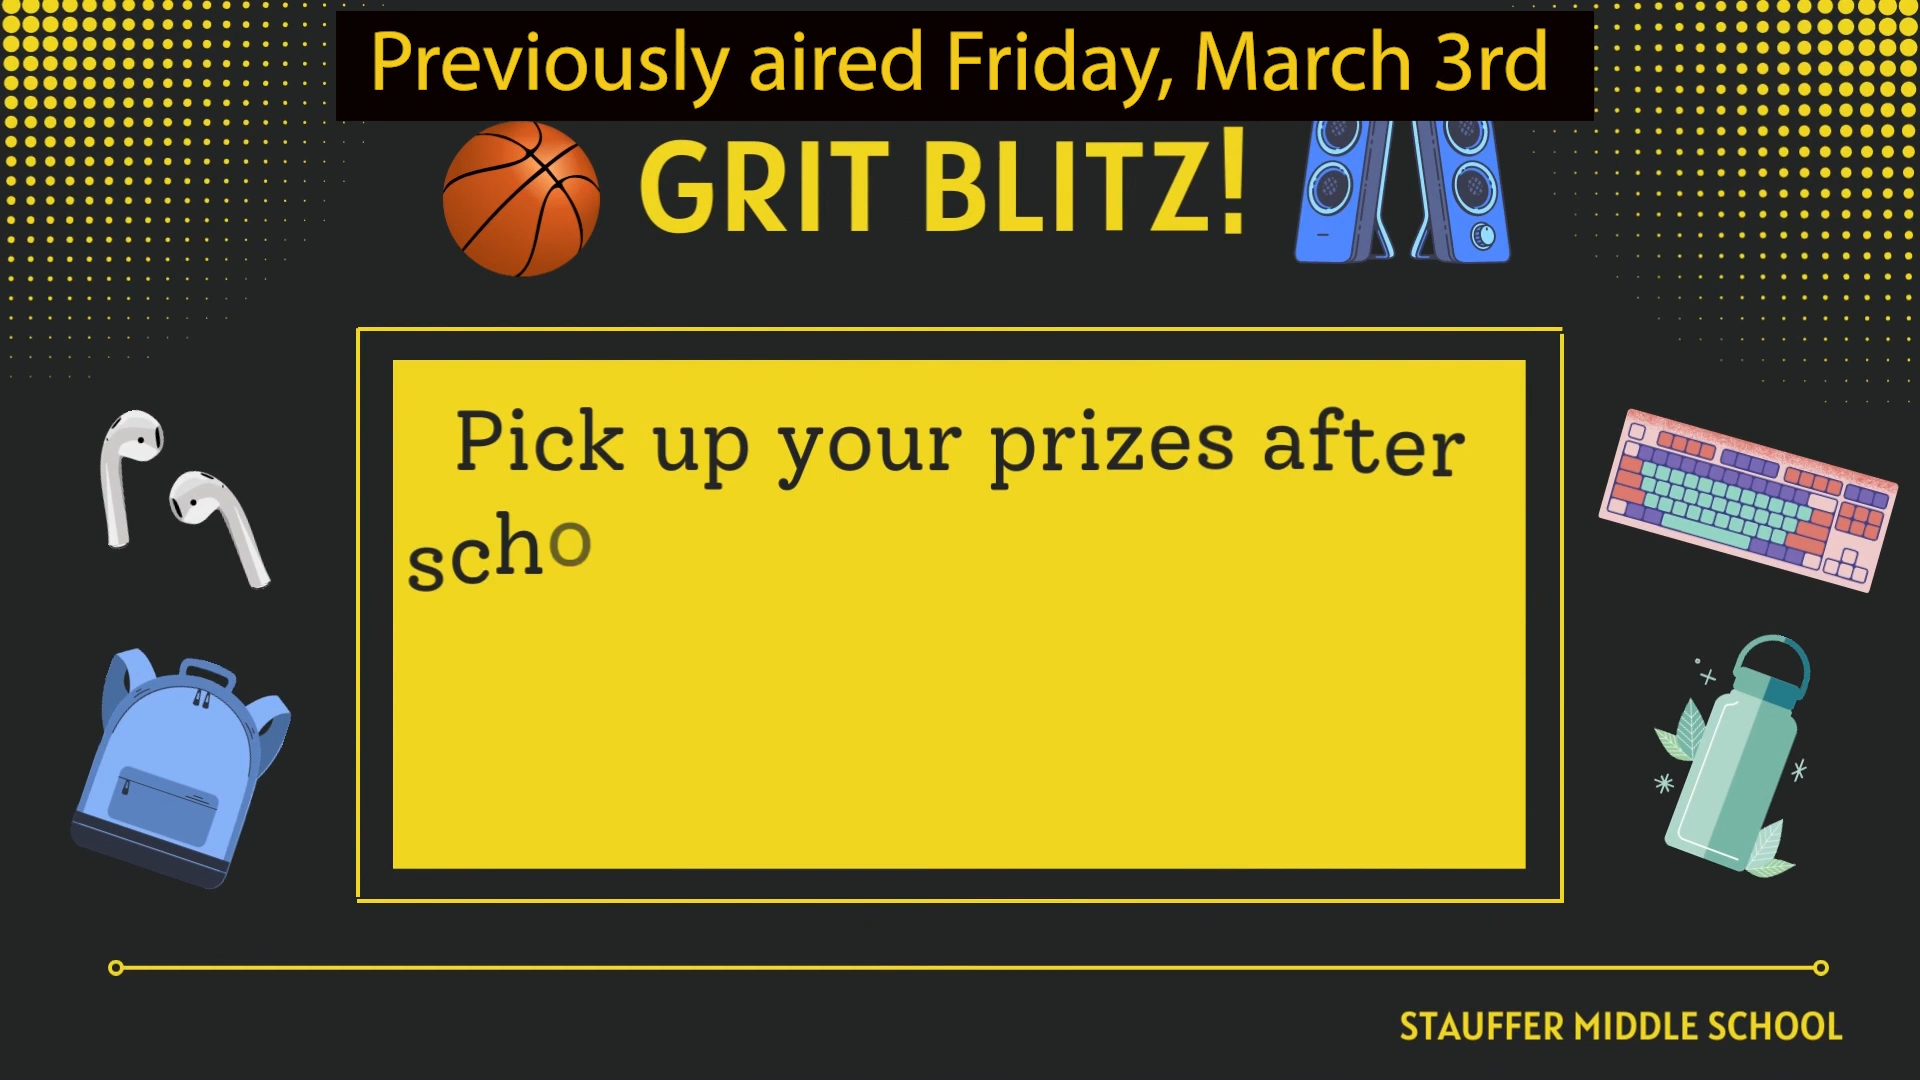 Previously aired Friday, March 3rd
GRIT BLITZ!
Pick up your prizes after
scho
STAUFFER MIDDLE SCHOOL